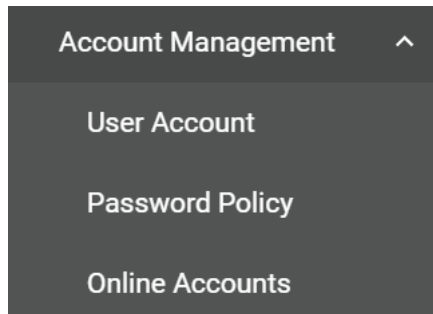 Account Management
User Account
Password Policy
Online Accounts